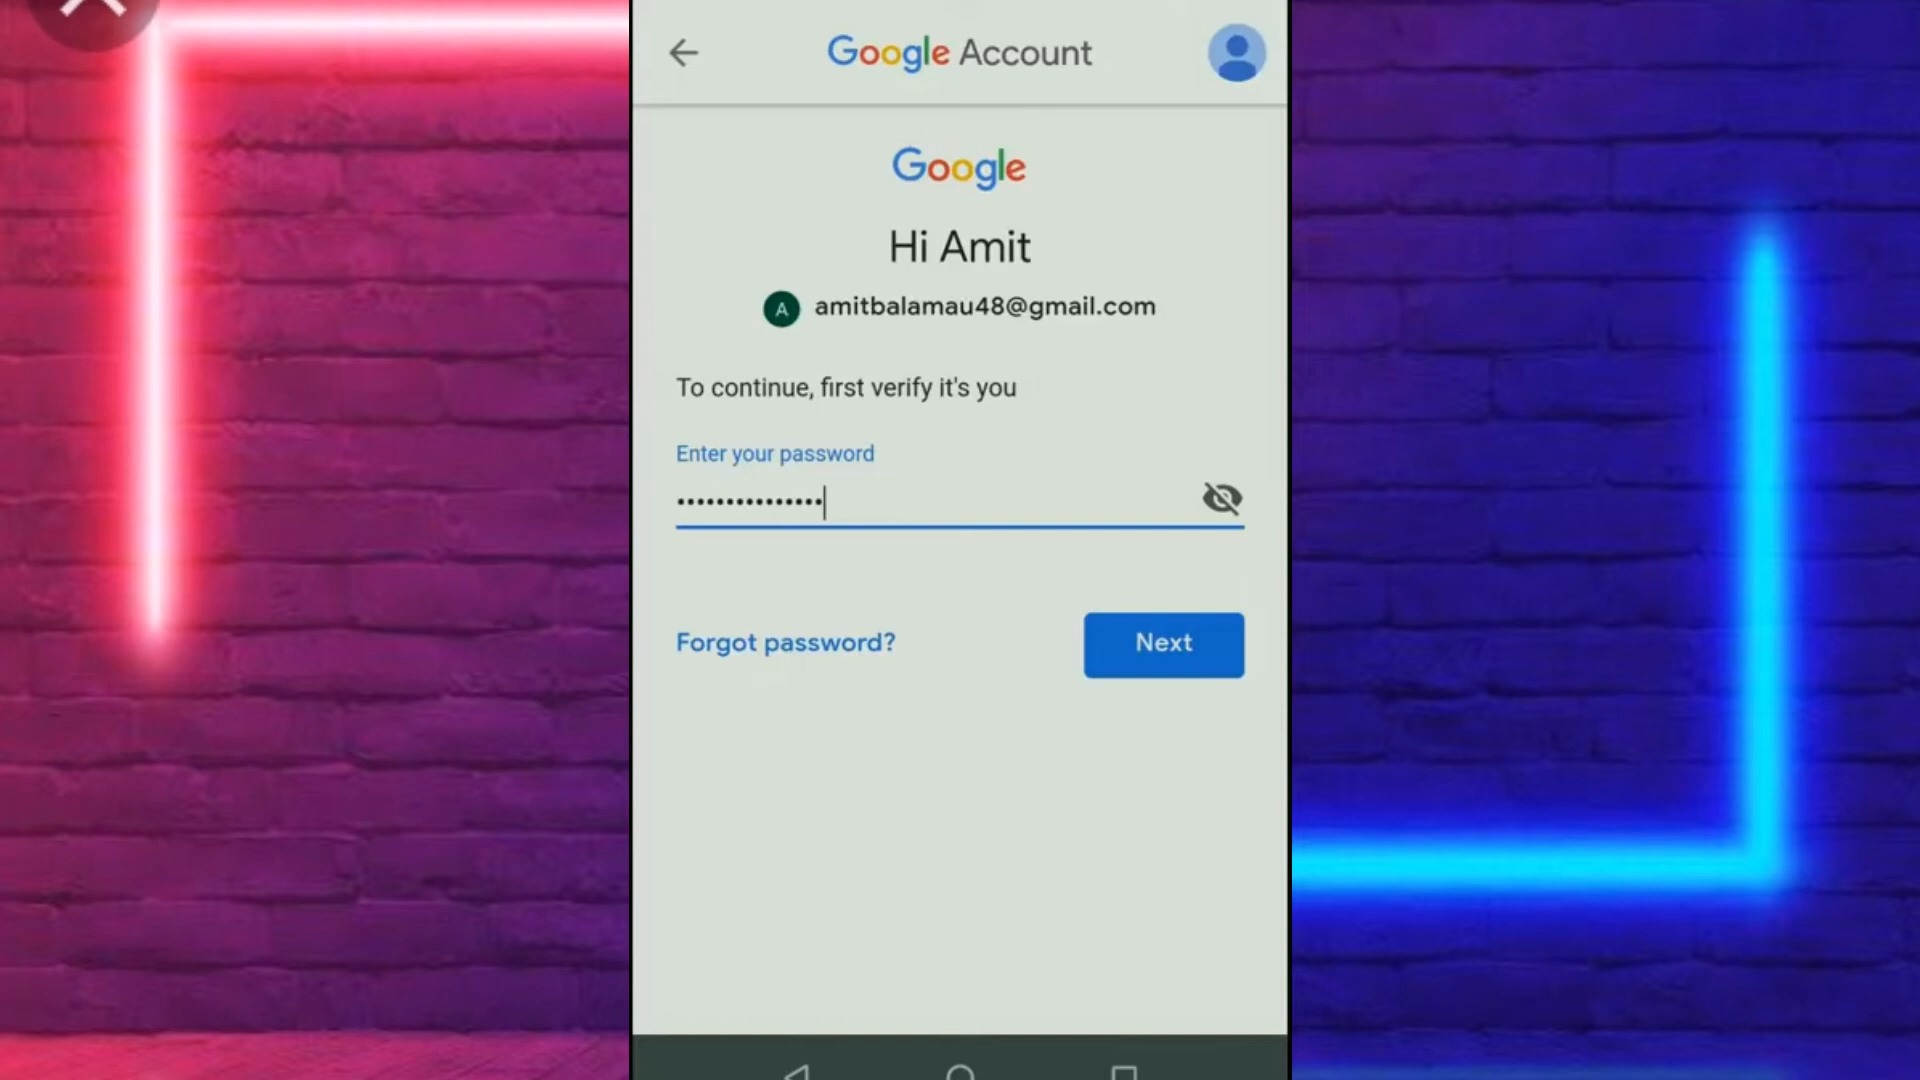 Google Account
Google
Hi Amit
A amitbalamau48@gmail.com
To continue, first verify it's you
Enter your password
•••••••••••••••
Forgot password?
Next